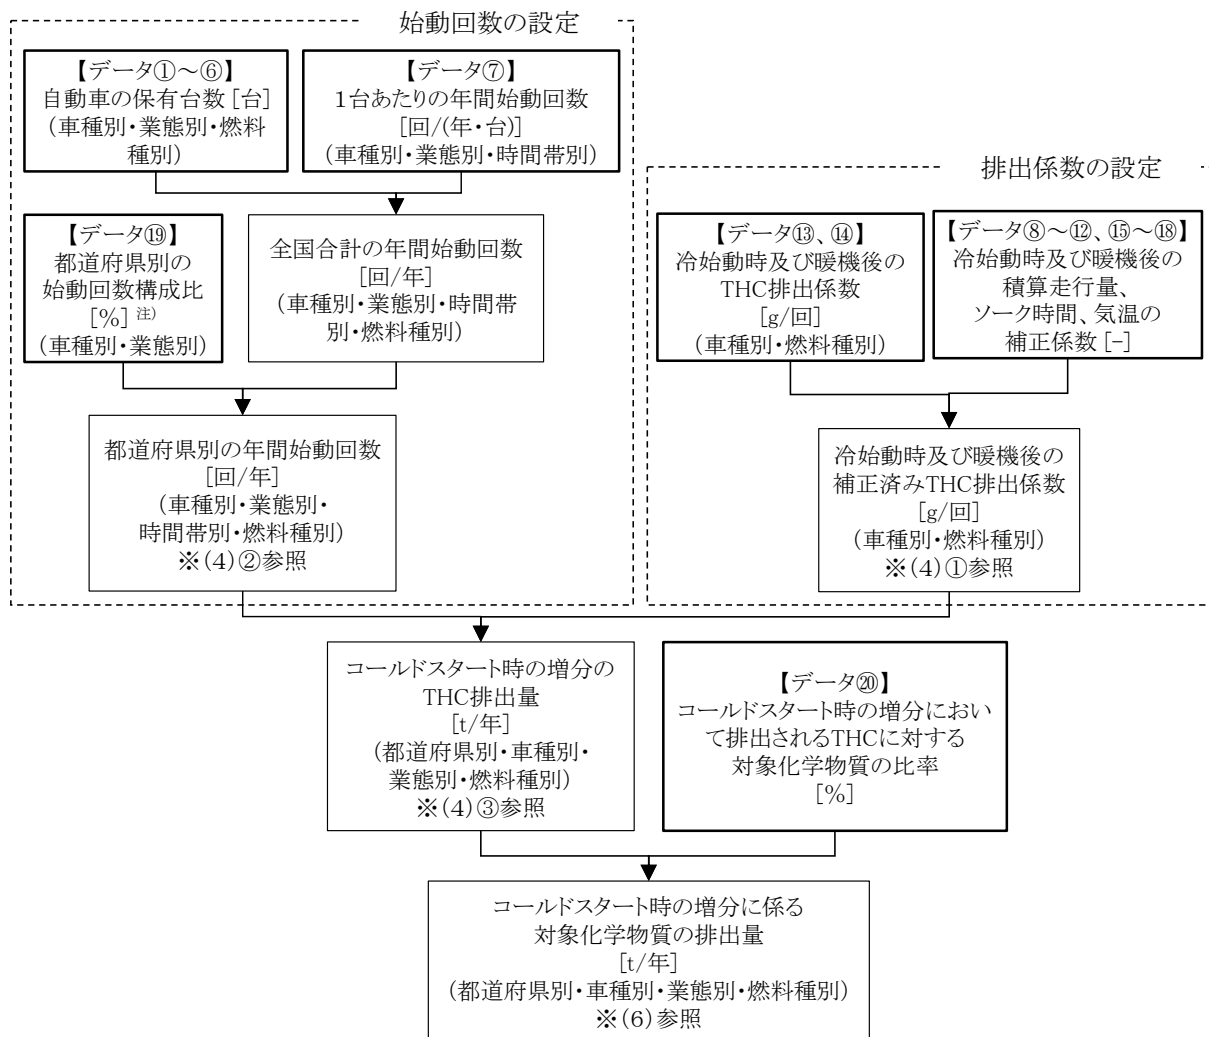 始動回数の設定
【データ①～⑥】
自動車の保有台数[台]
(車種別・業態別・燃料
種別)
【データ⑦】
1台あたりの年間始動回数
[回/(年・台)]
(車種別・業態別・時間帯別)
【データ⑲】
都道府県別の
始動回数構成比
[%] 注)
(車種別・業態別)
全国合計の年間始動回数
[回/年]
(車種別・業態別・時間帯
別・燃料種別)
都道府県別の年間始動回数
[回/年]
(車種別・業態別・
時間帯別・燃料種別)
※(4)②参照
排出係数の設定
【データ⑬、⑭】
冷始動時及び暖機後の
THC排出係数
[g/回]
(車種別・燃料種別)
【データ⑧～⑫、⑮～⑱】
冷始動時及び暖機後の
積算走行量、
ソーク時間、気温の
補正係数[-]
冷始動時及び暖機後の
補正済みTHC排出係数
[g/回]
(車種別・燃料種別)
※(4)①参照
コールドスタート時の増分の
THC排出量
[t/年]
(都道府県別・車種別・
業態別・燃料種別)
※(4)③参照
【データ⑳】
コールドスタート時の増分におい
て排出されるTHCに対する
対象化学物質の比率
[%]
コールドスタート時の増分に係る
対象化学物質の排出量
[t/年]
(都道府県別・車種別・業態別・燃料種別)
※(6)参照